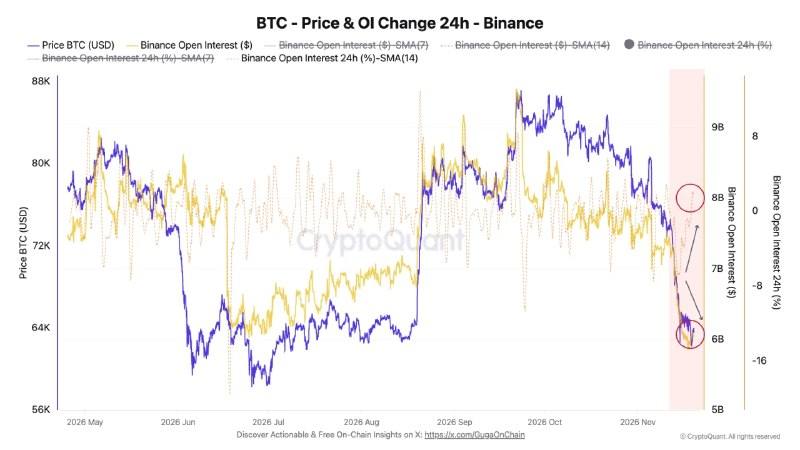 BTC - Price & OI Change 24h - Binance
Price BTC (USD) Binance Open Interest ($) Binance Open Interest ($)-SMA(7) Binance Open Interest ($)-SMA(14) Binance Open Interest 24h (%)
Binance Open Interest 24h (%)-SMA(7) Binance Open Interest 24h (%)-SMA(14)
88K
80K
72K
64K
56K
Price BTC (USD)
CryptoQuant
9B
8B
7B
6B
5B
Binance Open Interest ($)
8
0
-8
-16
Binance Open Interest 24h (%)
2026 May 2026 Jun 2026 Jul 2026 Aug 2026 Sep 2026 Oct 2026 Nov
Discover Actionable & Free On-Chain Insights on X: https://x.com/GugaOnChain
© CryptoQuant. All rights reserved